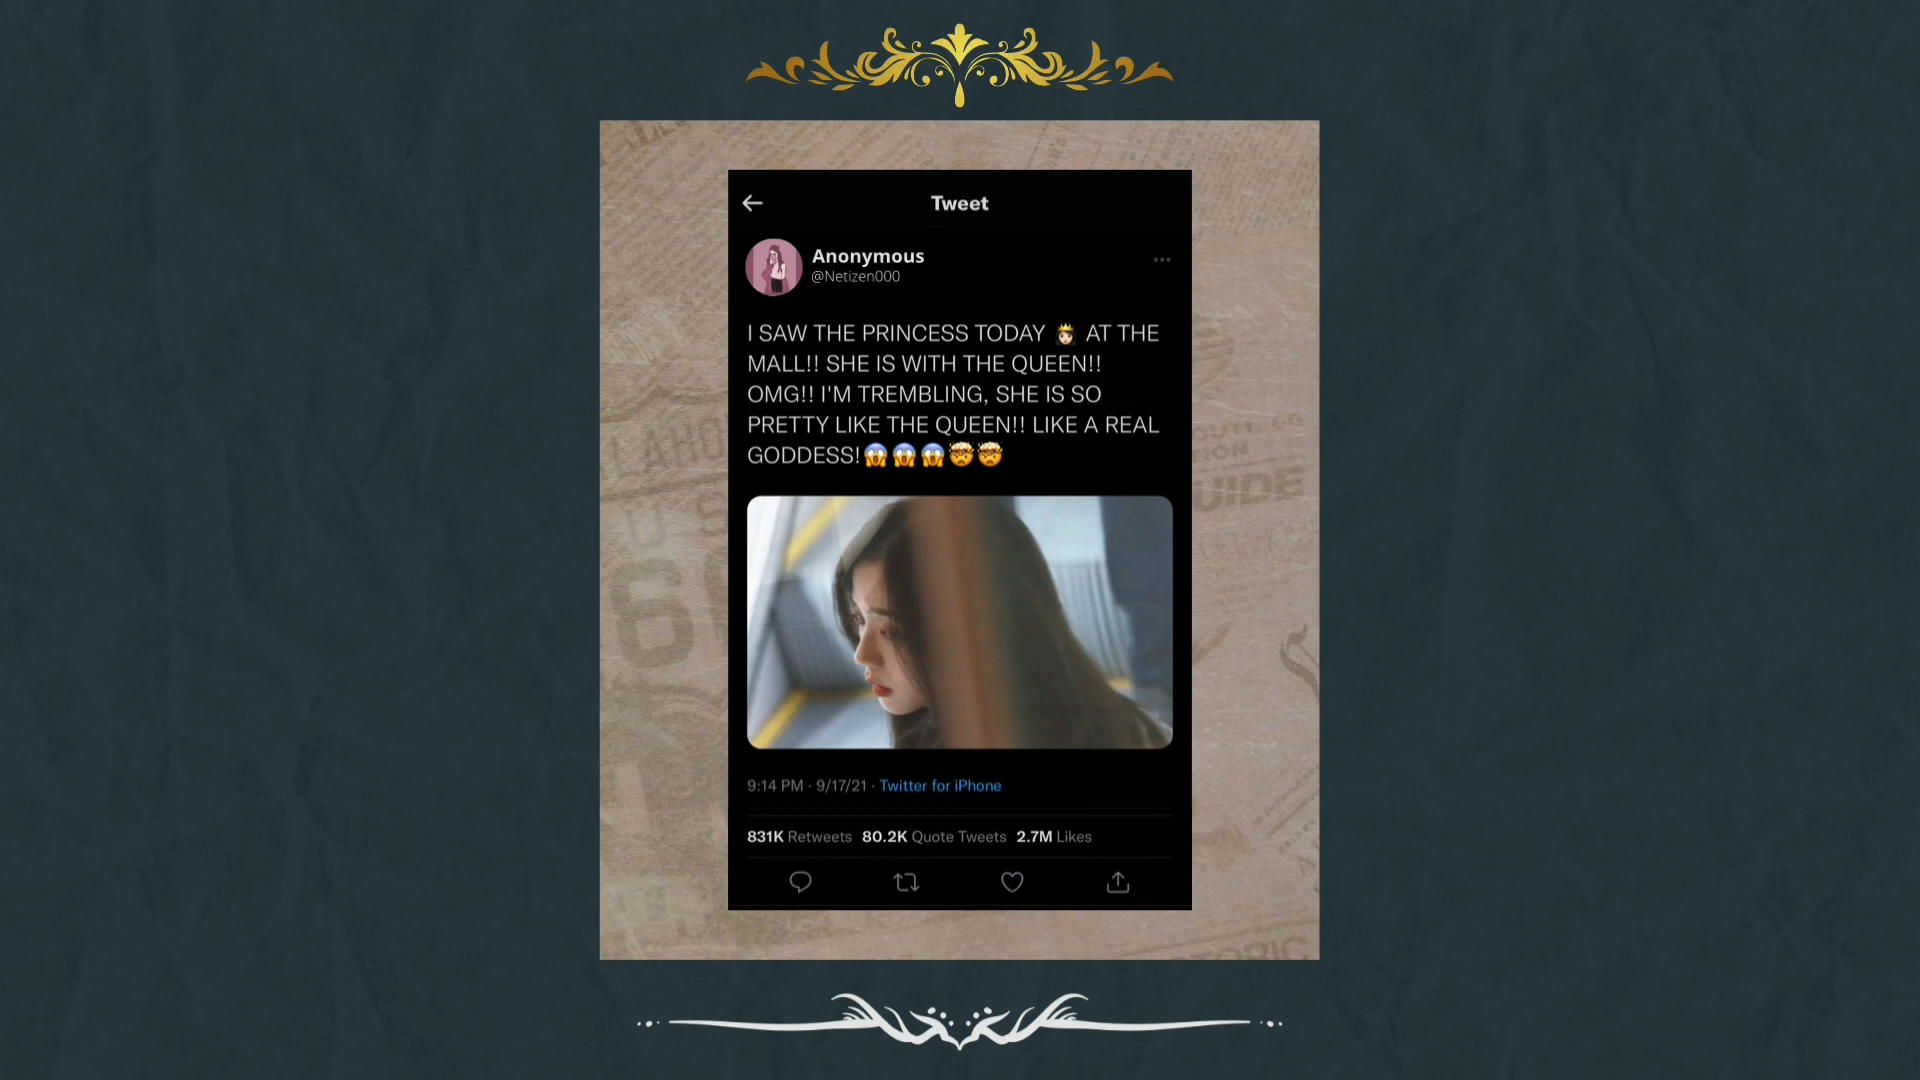 Tweet
Anonymous
@Netizen000
I SAW THE PRINCESS TODAY 👸🏻 AT THE
MALL!! SHE IS WITH THE QUEEN!!
OMG!! I'M TREMBLING, SHE IS SO
PRETTY LIKE THE QUEEN!! LIKE A REAL
GODDESS!😱😱😱🤯🤯
9:14 PM · 9/17/21 · Twitter for iPhone
831K Retweets 80.2K Quote Tweets 2.7M Likes
UIDE